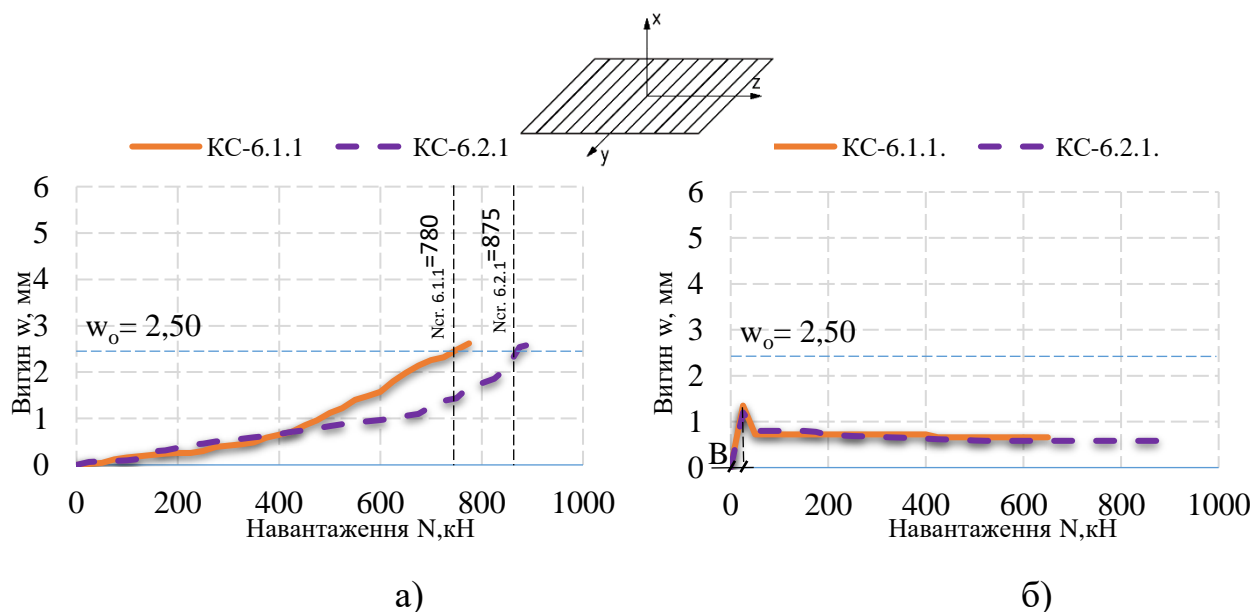 x
z
y
КС-6.1.1 КС-6.2.1
Вигин w, мм
6
5
4
3
2
1
0
w₀= 2,50
Ncr. 6.1.1=780
Ncr. 6.2.1=875
0 200 400 600 800 1000
Навантаження N,кН
а)
КС-6.1.1. КС-6.2.1.
Вигин w, мм
6
5
4
3
2
1
0
w₀= 2,50
В
0 200 400 600 800 1000
Навантаження N,кН
б)